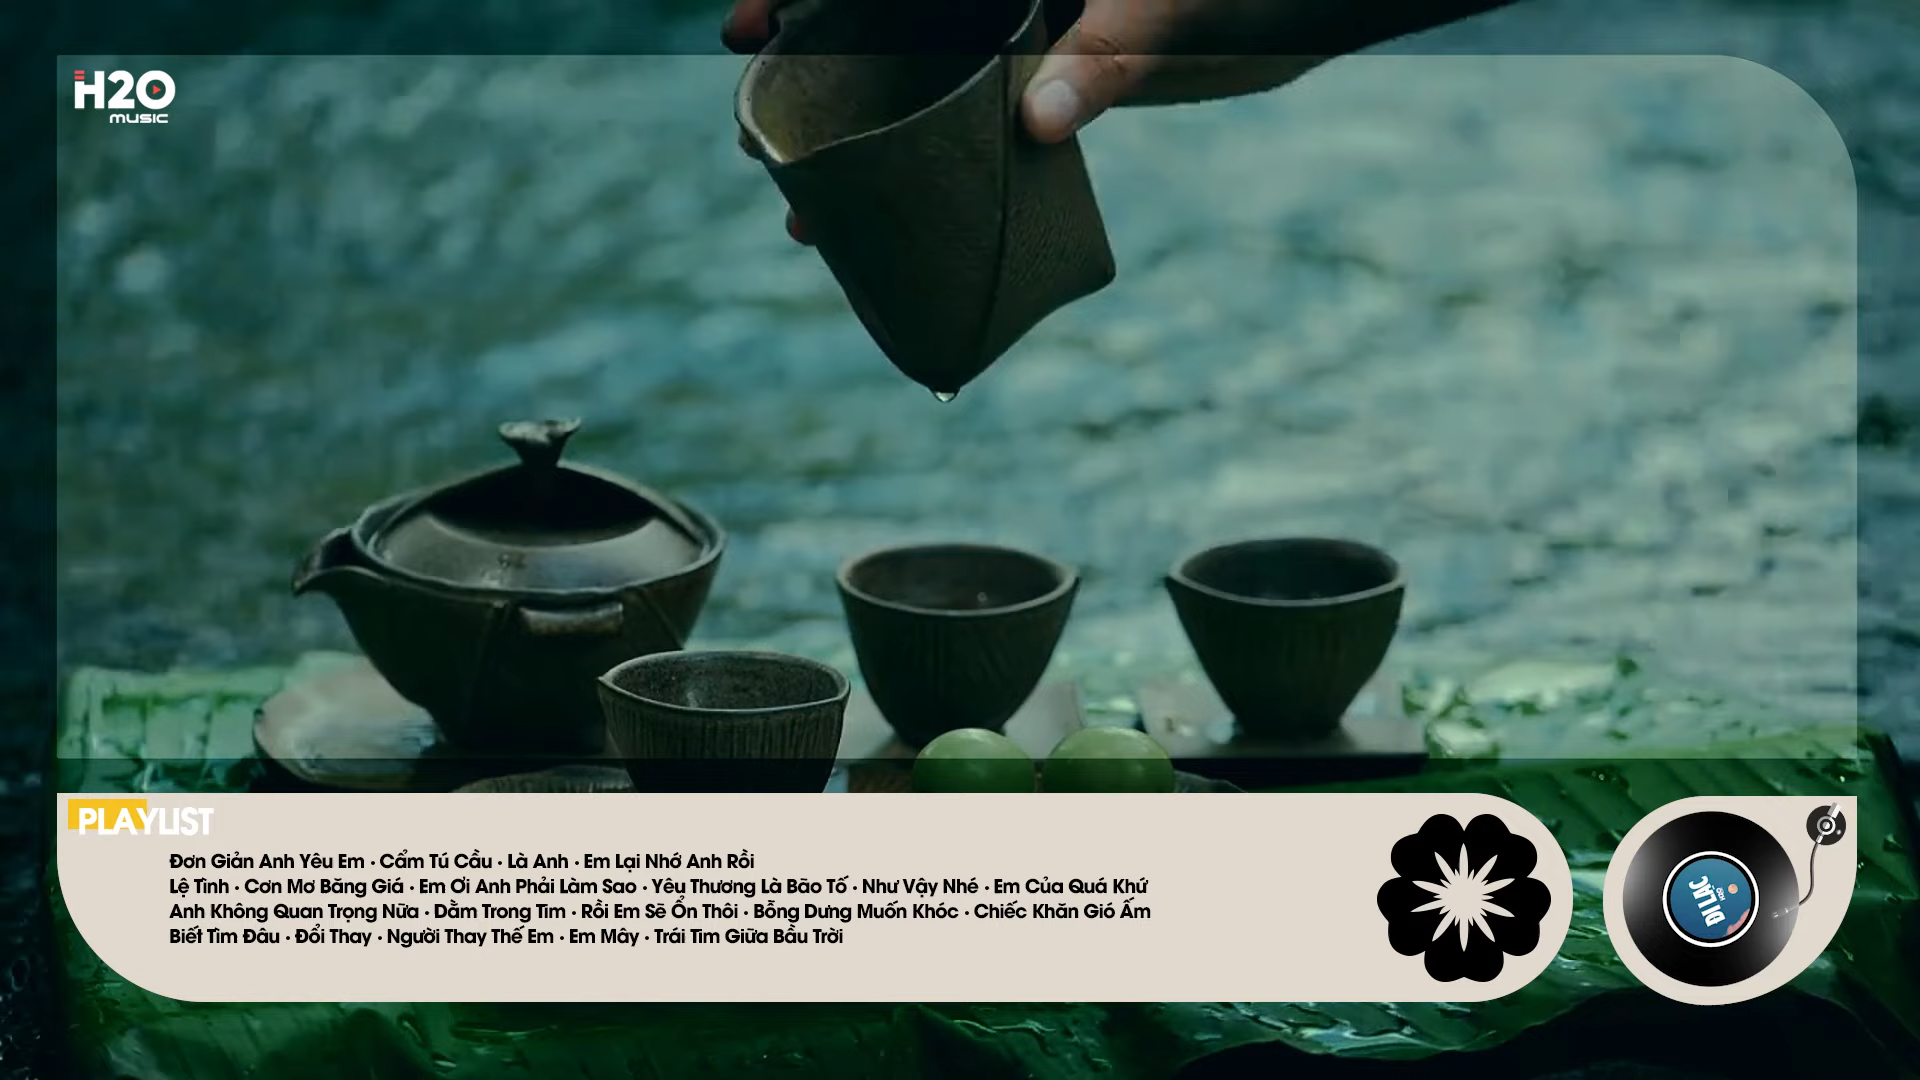 H2O
MUSIC
PLAYLIST
Đơn Giản Anh Yêu Em · Cẩm Tú Cầu · Là Anh · Em Lại Nhớ Anh Rồi
Lệ Tình · Cơn Mơ Băng Giá · Em Ơi Anh Phải Làm Sao · Yêu Thương Là Bão Tố · Như Vậy Nhé · Em Của Quá Khứ
Anh Không Quan Trọng Nữa · Dằm Trong Tim · Rồi Em Sẽ Ổn Thôi · Bỗng Dưng Muốn Khóc · Chiếc Khăn Gió Ấm
Biết Tìm Đâu · Đổi Thay · Người Thay Thế Em · Em Mây · Trái Tim Giữa Bầu Trời
ĐI LẠC